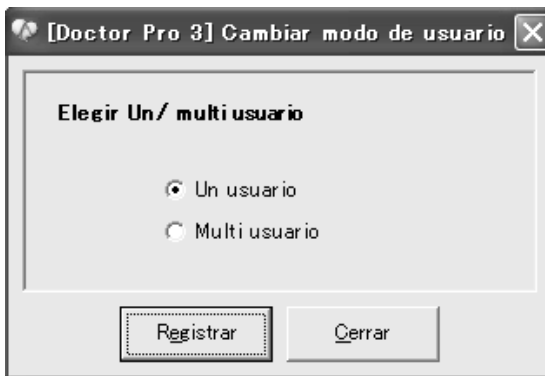 [Doctor Pro 3] Cambiar modo de usuario
Elegir Un/ multi usuario
Un usuario
Multi usuario
Registrar
Cerrar